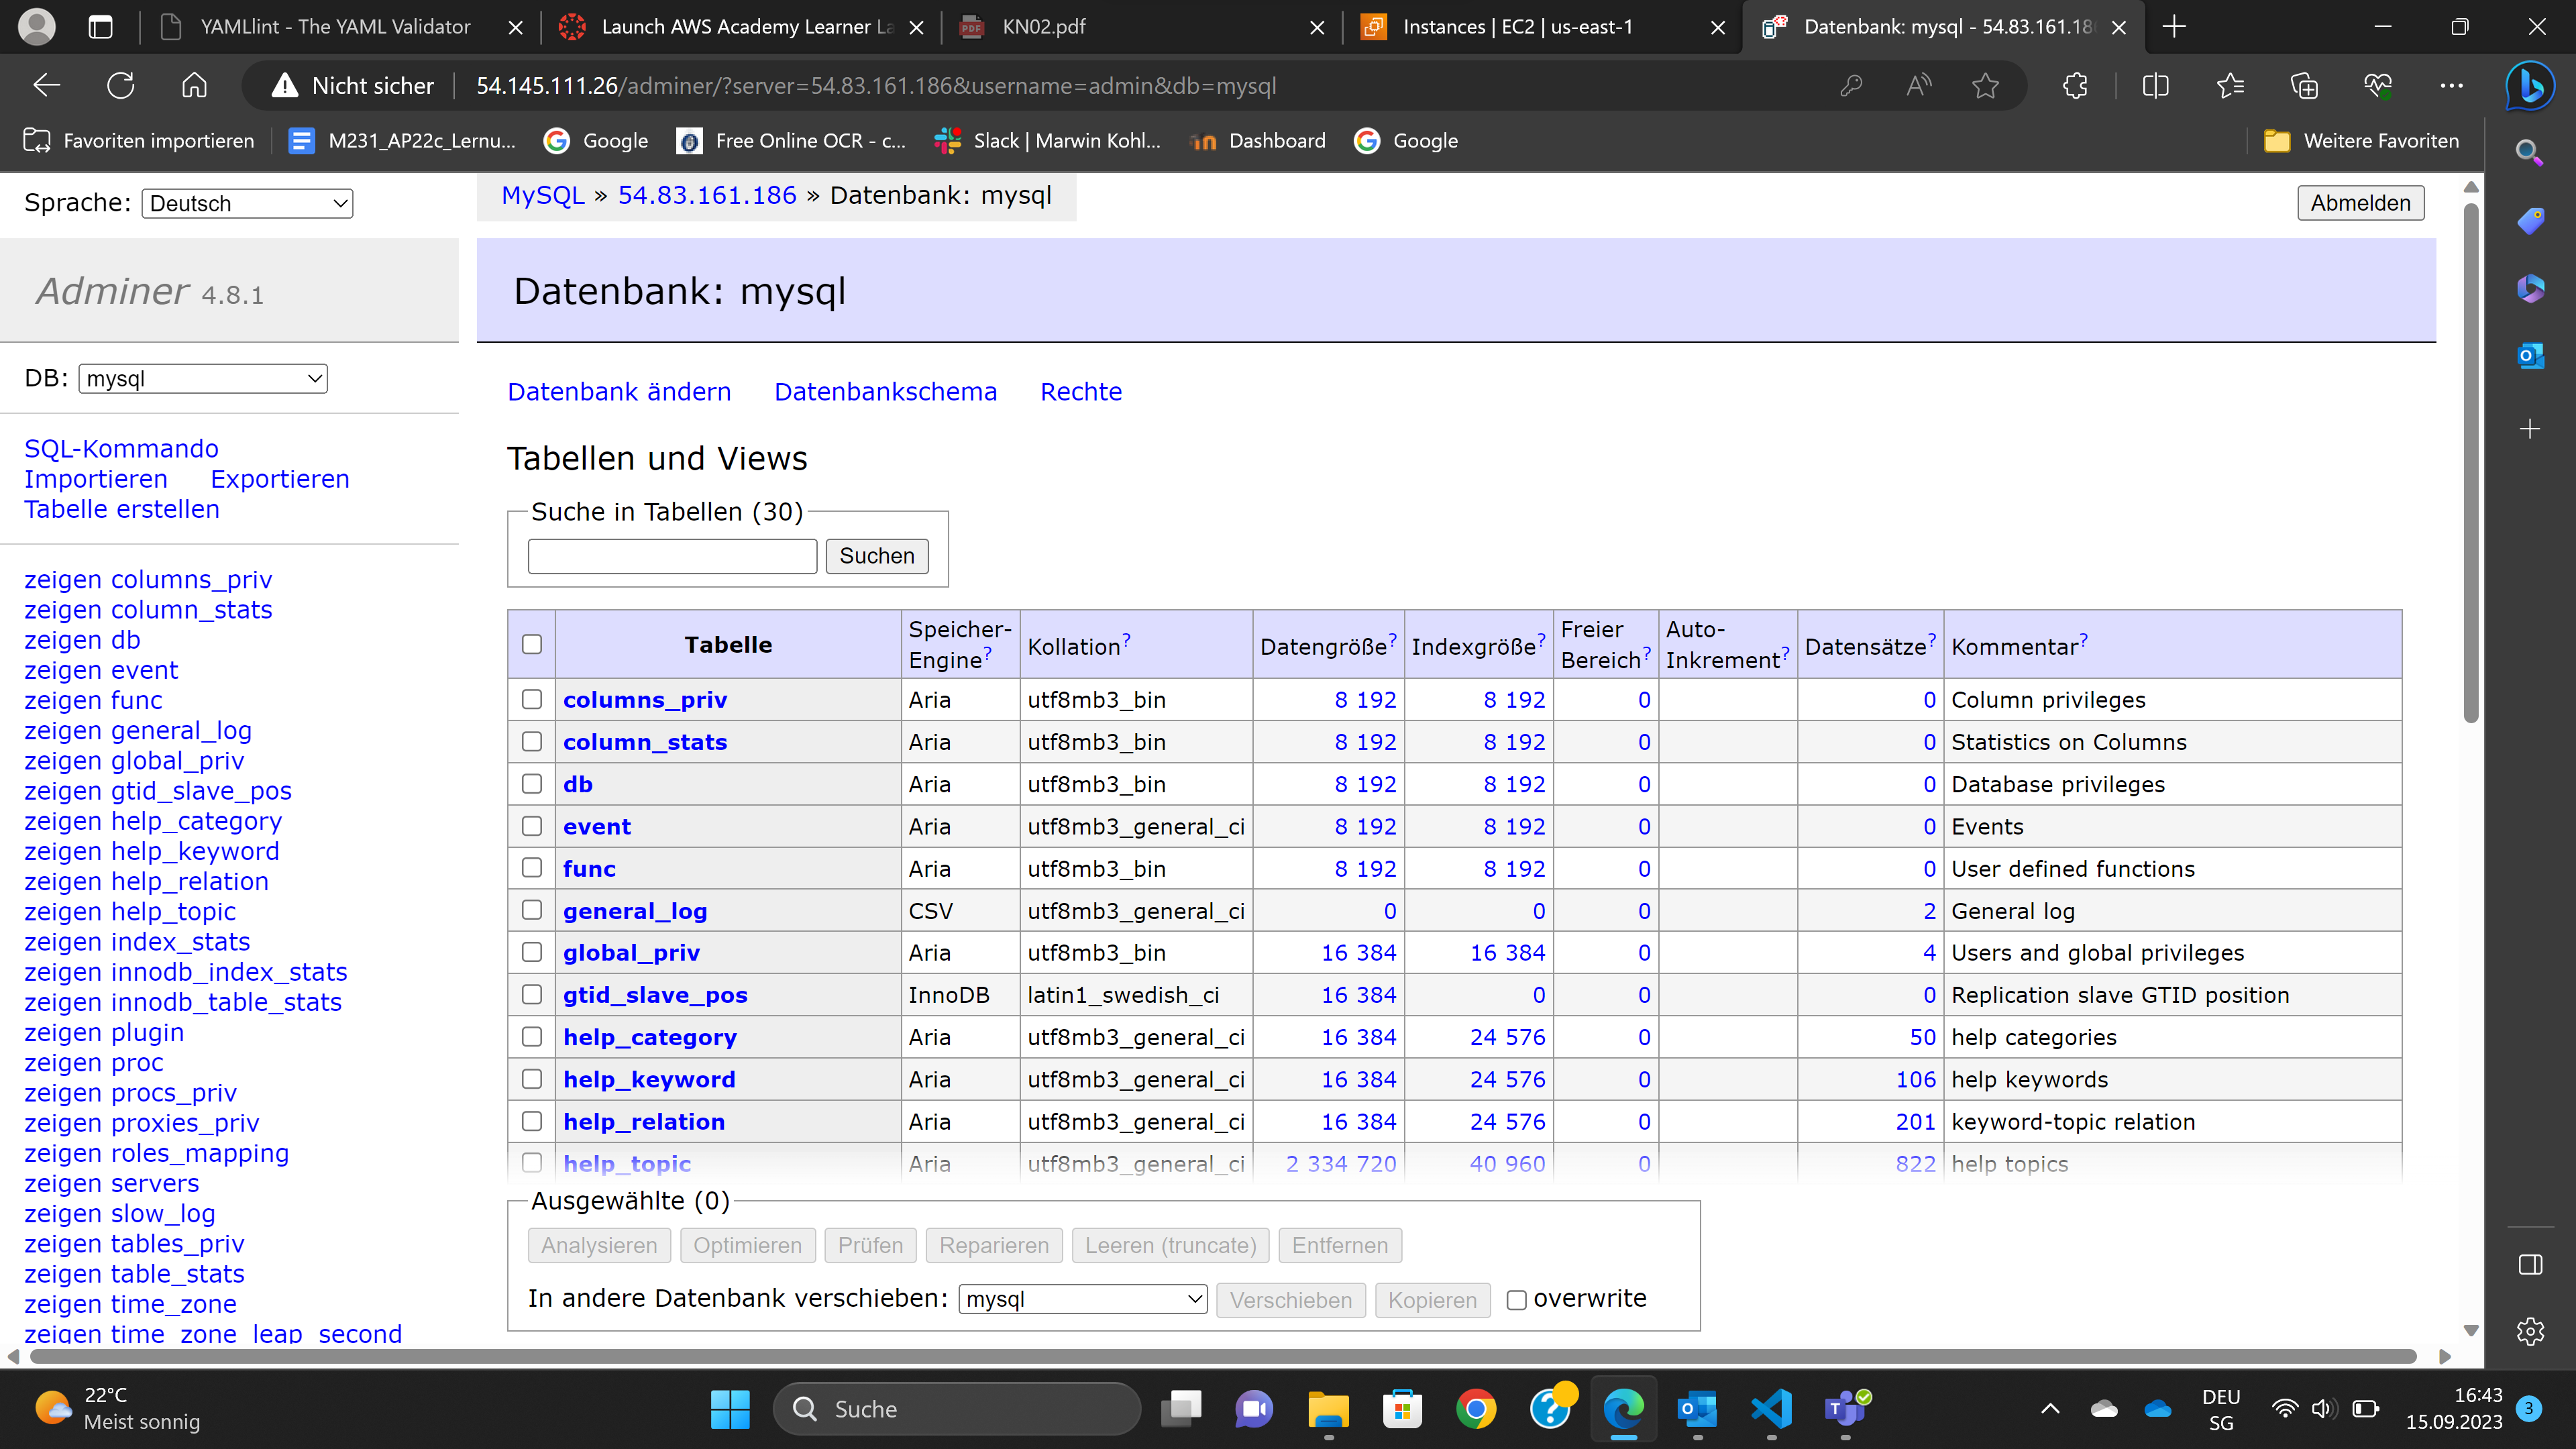 YAMLlint - The YAML Validator
Launch AWS Academy Learner La
KN02.pdf
Instances | EC2 | us-east-1
Datenbank: mysql - 54.83.161.186
Nicht sicher
54.145.111.26/adminer/?server=54.83.161.186&username=admin&db=mysql
Favoriten importieren
M231_AP22c_Lernu...
Google
Free Online OCR - c...
Slack | Marwin Kohl...
Dashboard
Google
Weitere Favoriten
Sprache: Deutsch
MySQL » 54.83.161.186 » Datenbank: mysql
Abmelden
Adminer 4.8.1
Datenbank: mysql
DB: mysql
Datenbank ändern Datenbankschema Rechte
SQL-Kommando
Importieren Exportieren
Tabelle erstellen
zeigen columns_priv
zeigen column_stats
zeigen db
zeigen event
zeigen func
zeigen general_log
zeigen global_priv
zeigen gtid_slave_pos
zeigen help_category
zeigen help_keyword
zeigen help_relation
zeigen help_topic
zeigen index_stats
zeigen innodb_index_stats
zeigen innodb_table_stats
zeigen plugin
zeigen proc
zeigen procs_priv
zeigen proxies_priv
zeigen roles_mapping
zeigen servers
zeigen slow_log
zeigen tables_priv
zeigen table_stats
zeigen time_zone
zeigen time_zone_leap_second
Tabellen und Views
Suche in Tabellen (30)
Suchen
Tabelle Speicher-Engine? Kollation? Datengröße? Indexgröße? Freier Bereich? Auto-Inkrement? Datensätze? Kommentar?
columns_priv Aria utf8mb3_bin 8 192 8 192 0 0 Column privileges
column_stats Aria utf8mb3_bin 8 192 8 192 0 0 Statistics on Columns
db Aria utf8mb3_bin 8 192 8 192 0 0 Database privileges
event Aria utf8mb3_general_ci 8 192 8 192 0 0 Events
func Aria utf8mb3_bin 8 192 8 192 0 0 User defined functions
general_log CSV utf8mb3_general_ci 0 0 0 2 General log
global_priv Aria utf8mb3_bin 16 384 16 384 0 4 Users and global privileges
gtid_slave_pos InnoDB latin1_swedish_ci 16 384 0 0 0 Replication slave GTID position
help_category Aria utf8mb3_general_ci 16 384 24 576 0 50 help categories
help_keyword Aria utf8mb3_general_ci 16 384 24 576 0 106 help keywords
help_relation Aria utf8mb3_general_ci 16 384 24 576 0 201 keyword-topic relation
help_topic Aria utf8mb3_general_ci 2 334 720 40 960 0 822 help topics
Ausgewählte (0)
Analysieren Optimieren Prüfen Reparieren Leeren (truncate) Entfernen
In andere Datenbank verschieben: mysql Verschieben Kopieren overwrite
22°C
Meist sonnig
Suche
DEU
SG
16:43
15.09.2023
3